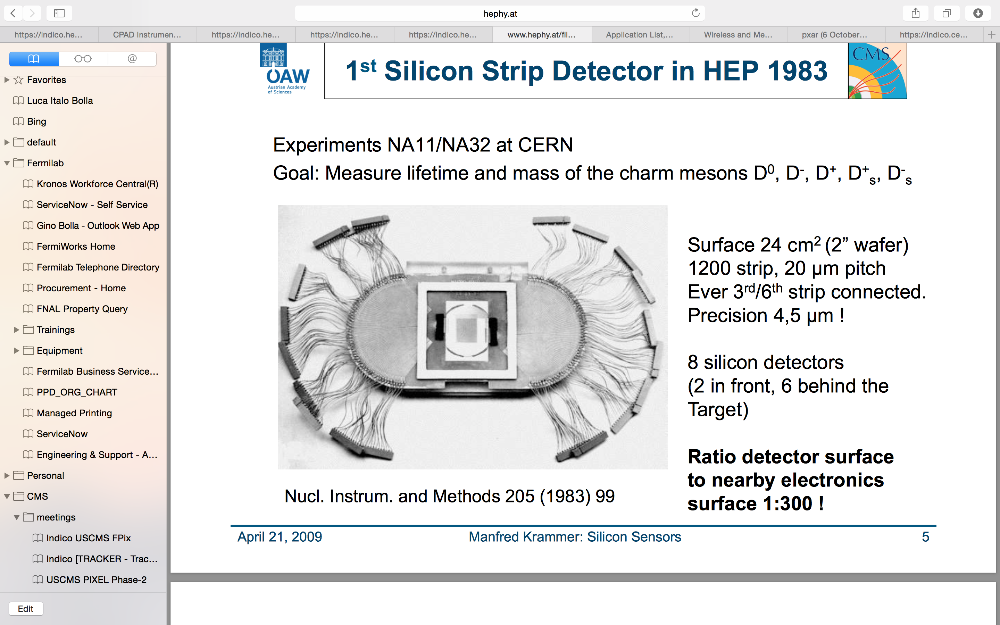 hephy.at
https://indico.he...
CPAD Instrumen...
https://indico.he...
https://indico.he...
https://indico.he...
www.hephy.at/fil...
Application List,...
Wireless and Me...
pxar (6 October...
https://indico.ce...
@
Favorites
Luca Italo Bolla
Bing
default
Fermilab
Kronos Workforce Central(R)
ServiceNow - Self Service
Gino Bolla - Outlook Web App
FermiWorks Home
Fermilab Telephone Directory
Procurement - Home
FNAL Property Query
Trainings
Equipment
Fermilab Business Service...
PPD_ORG_CHART
Managed Printing
ServiceNow
Engineering & Support - A...
Personal
CMS
meetings
Indico USCMS FPix
Indico [TRACKER - Trac...
USCMS PIXEL Phase-2
Edit
OAW
Austrian Academy
of Sciences
1st Silicon Strip Detector in HEP 1983
CMS
Experiments NA11/NA32 at CERN
Goal: Measure lifetime and mass of the charm mesons D⁰, D⁻, D⁺, D⁺ₛ, D⁻ₛ
Surface 24 cm² (2” wafer)
1200 strip, 20 µm pitch
Ever 3rd/6th strip connected.
Precision 4,5 µm !
8 silicon detectors
(2 in front, 6 behind the
Target)
Ratio detector surface
to nearby electronics
surface 1:300 !
Nucl. Instrum. and Methods 205 (1983) 99
April 21, 2009
Manfred Krammer: Silicon Sensors
5